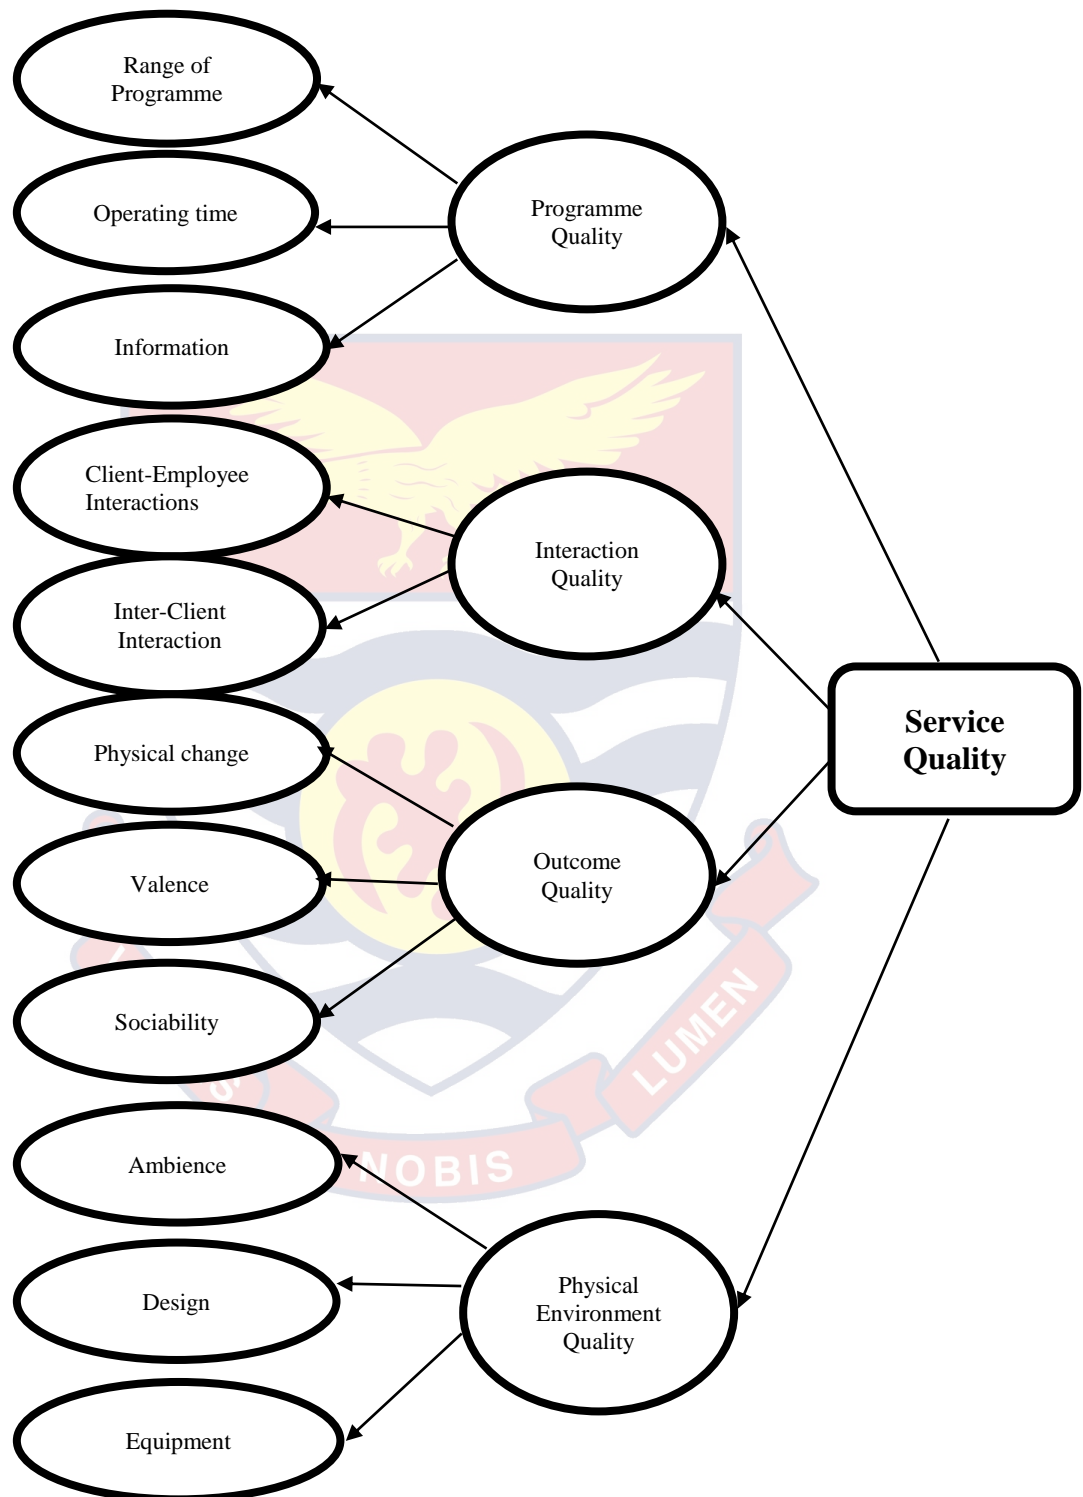 Range of
Programme
Operating time
Programme
Quality
Information
Client-Employee
Interactions
Interaction
Quality
Inter-Client
Interaction
Service
Quality
Physical change
Outcome
Quality
Valence
Sociability
LUMEN
Ambience
NOBIS
Physical
Environment
Quality
Design
Equipment